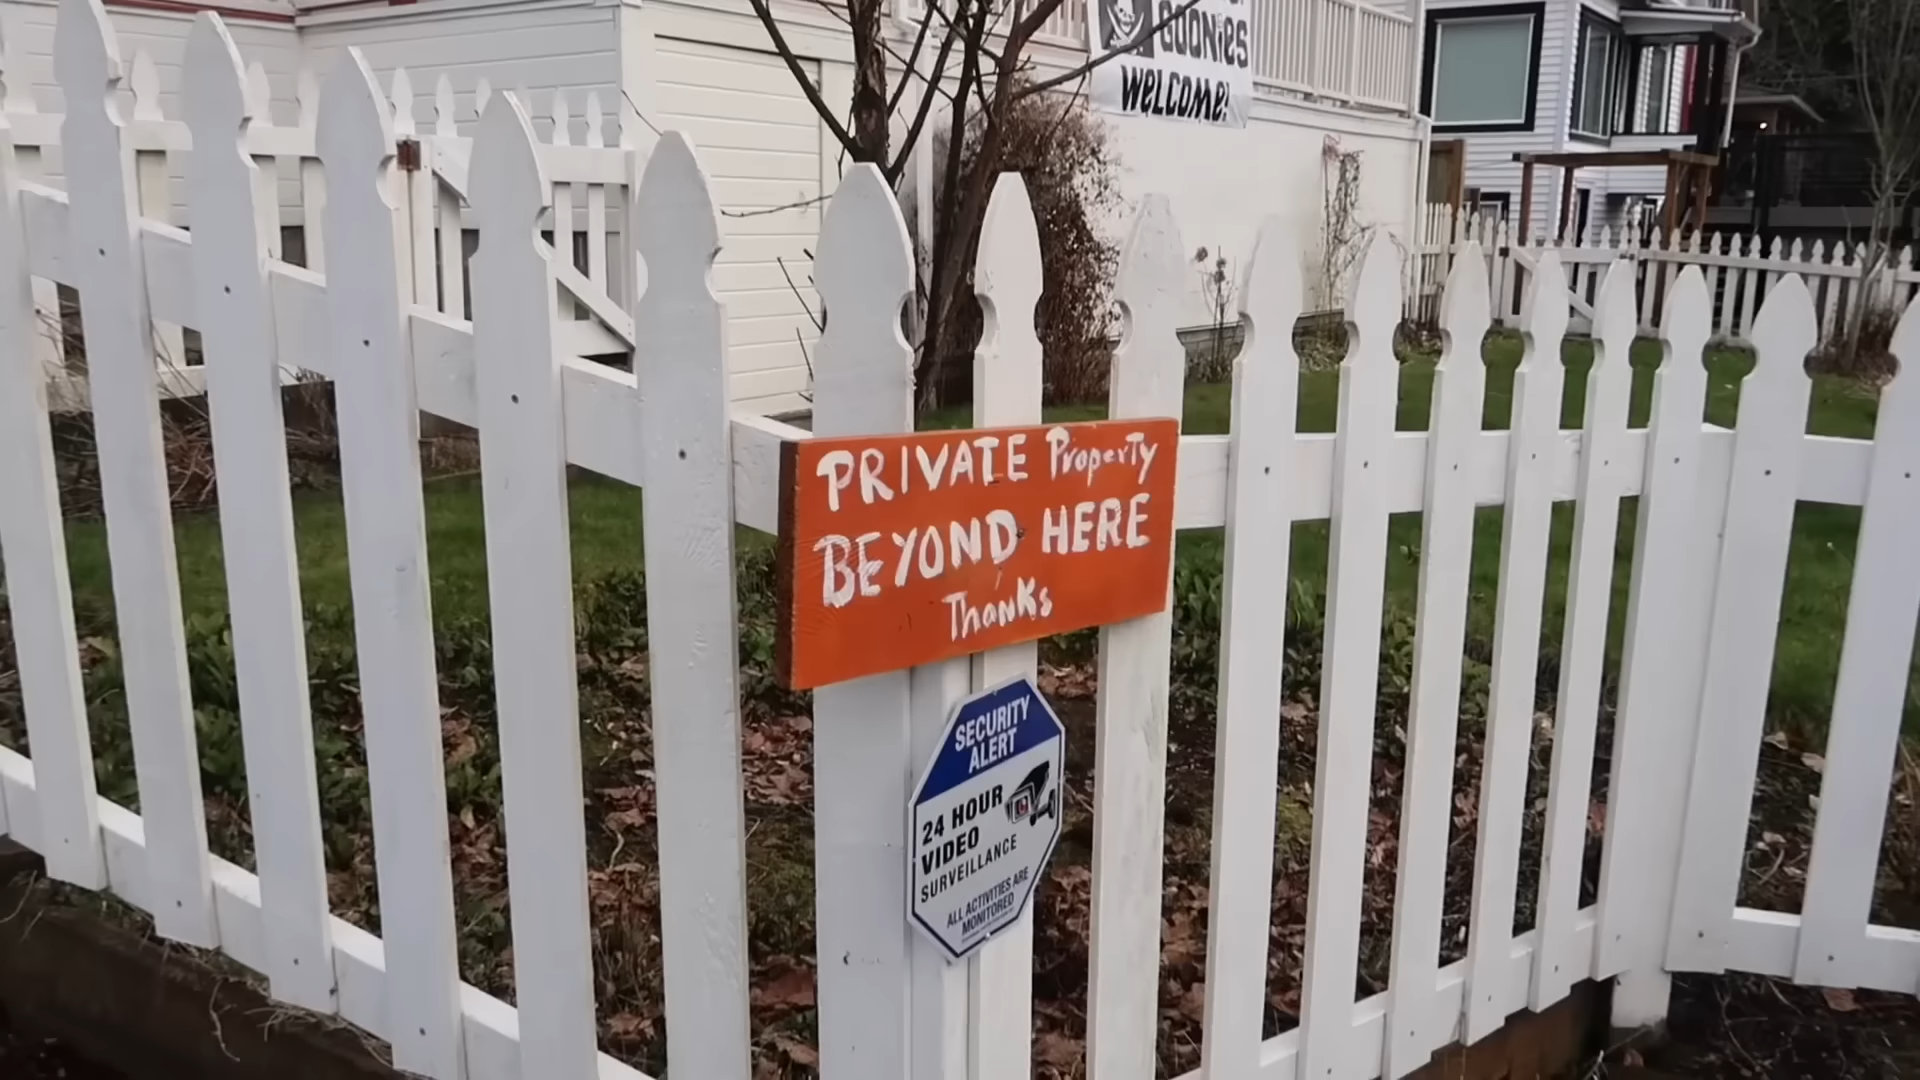 GOONIES
WELCOME!
PRIVATE Property
BEYOND HERE
Thanks
SECURITY
ALERT
24 HOUR
VIDEO
SURVEILLANCE
ALL ACTIVITIES ARE
MONITORED